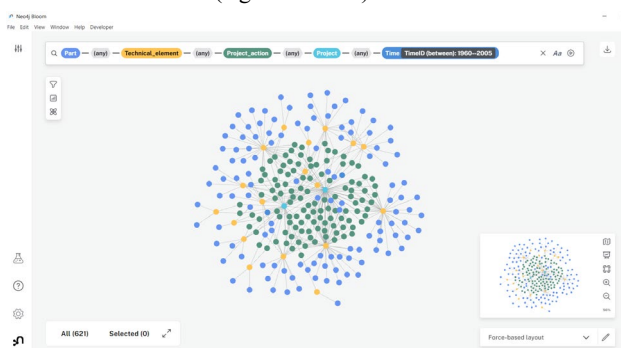 Neo4j Bloom
File Edit View Window Help Developer
Part (any) Technical_element (any) Project_action (any) Project (any) Time TimeID (between): 1960—2005 Aa
All (621) Selected (0)
Force-based layout